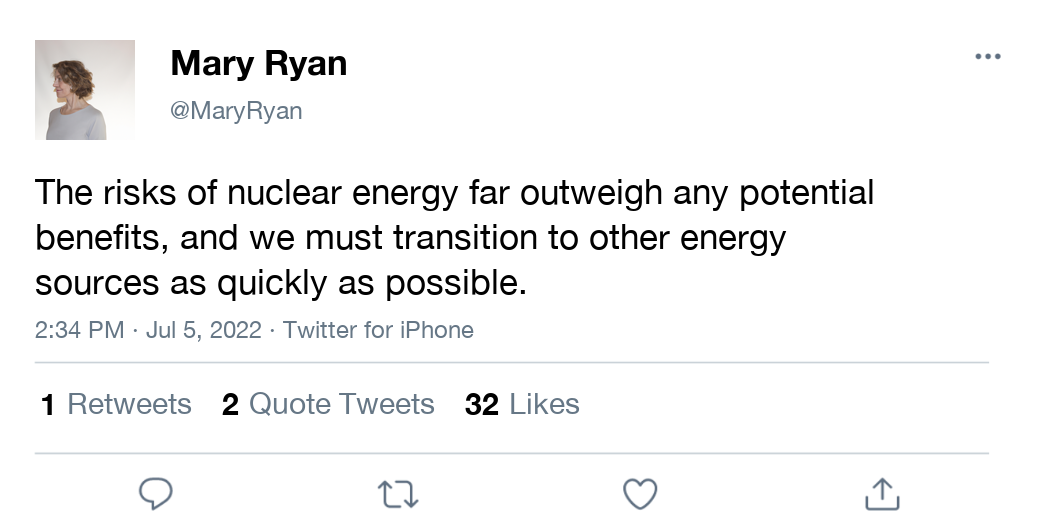 Mary Ryan
@MaryRyan
The risks of nuclear energy far outweigh any potential
benefits, and we must transition to other energy
sources as quickly as possible.
2:34 PM · Jul 5, 2022 · Twitter for iPhone
1 Retweets 2 Quote Tweets 32 Likes